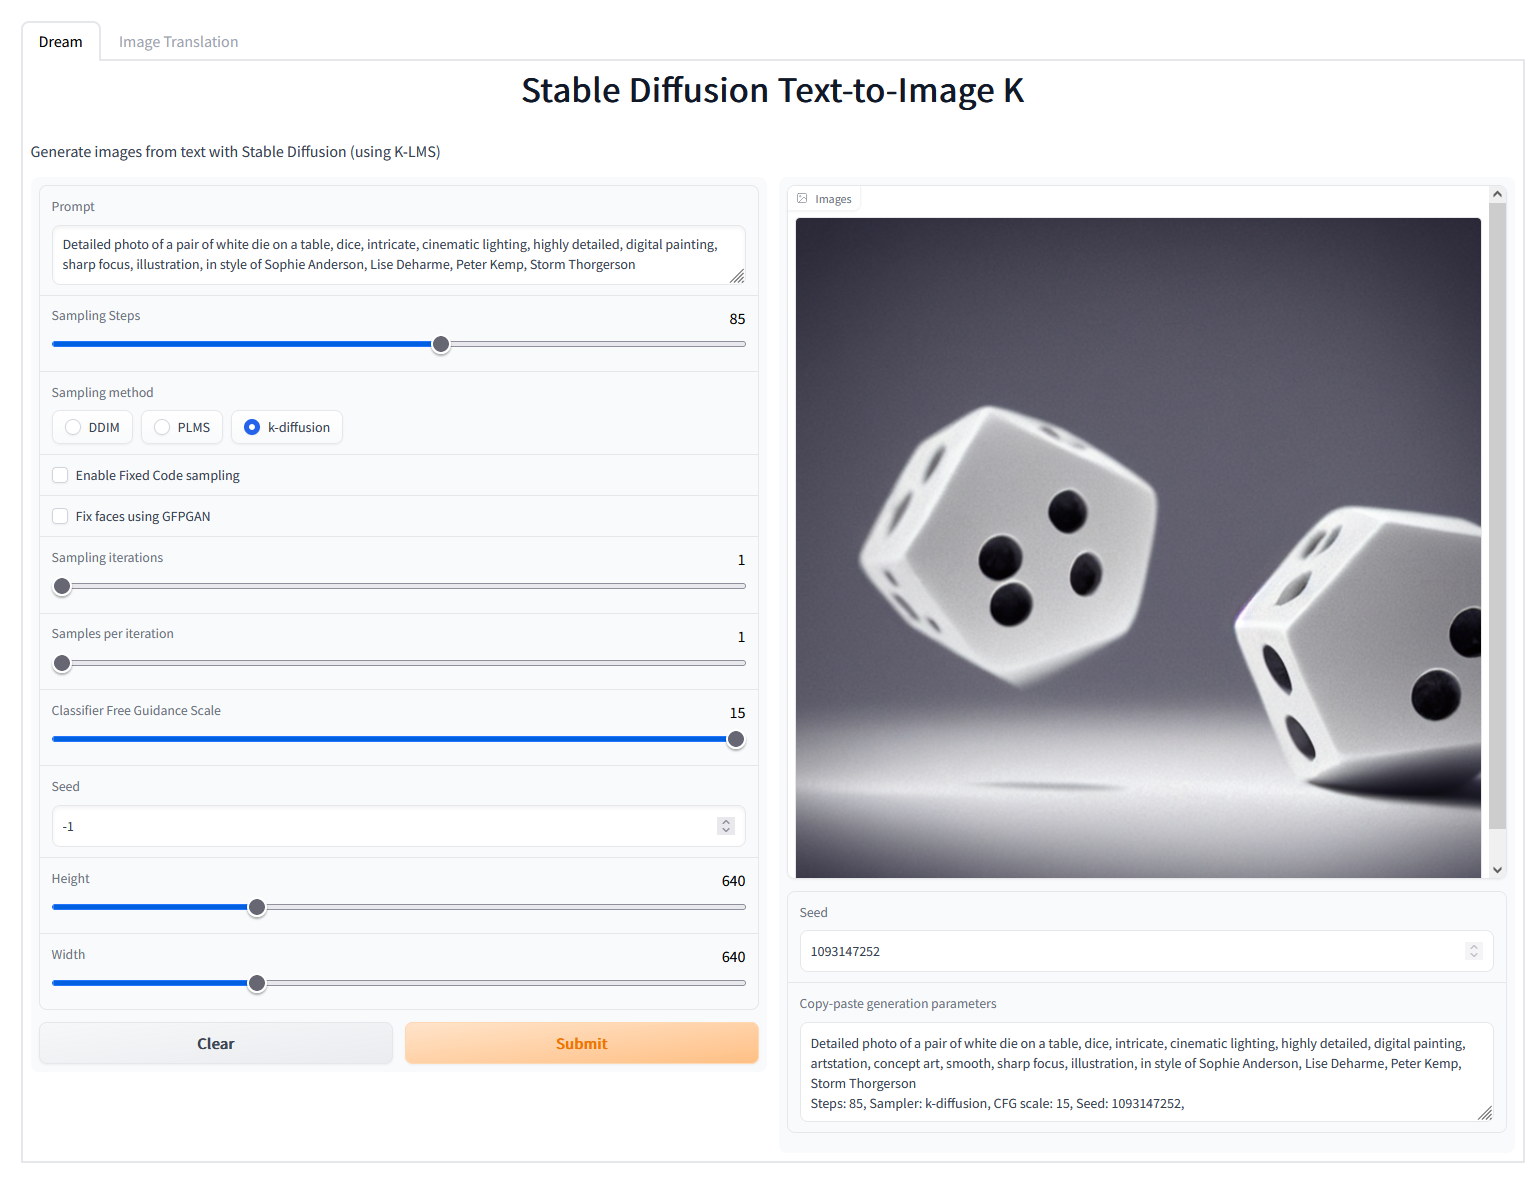 Dream
Image Translation
Stable Diffusion Text-to-Image K
Generate images from text with Stable Diffusion (using K-LMS)
Prompt
Detailed photo of a pair of white die on a table, dice, intricate, cinematic lighting, highly detailed, digital painting,
sharp focus, illustration, in style of Sophie Anderson, Lise Deharme, Peter Kemp, Storm Thorgerson
Sampling Steps
85
Sampling method
DDIM
PLMS
k-diffusion
Enable Fixed Code sampling
Fix faces using GFPGAN
Sampling iterations
1
Samples per iteration
1
Classifier Free Guidance Scale
15
Seed
-1
Height
640
Width
640
Clear
Submit
Images
Seed
1093147252
Copy-paste generation parameters
Detailed photo of a pair of white die on a table, dice, intricate, cinematic lighting, highly detailed, digital painting,
artstation, concept art, smooth, sharp focus, illustration, in style of Sophie Anderson, Lise Deharme, Peter Kemp,
Storm Thorgerson
Steps: 85, Sampler: k-diffusion, CFG scale: 15, Seed: 1093147252,